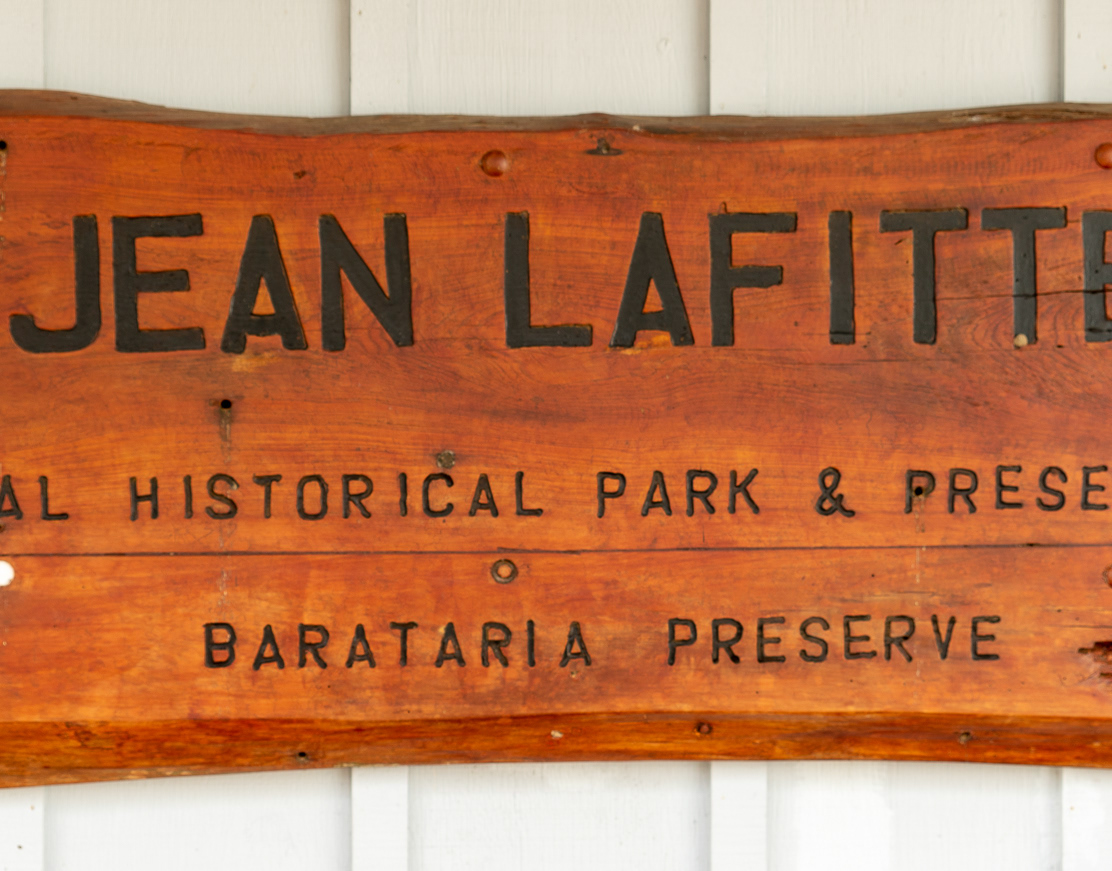 JEAN LAFITTE
AL HISTORICAL PARK & PRESE
BARATARIA PRESERVE